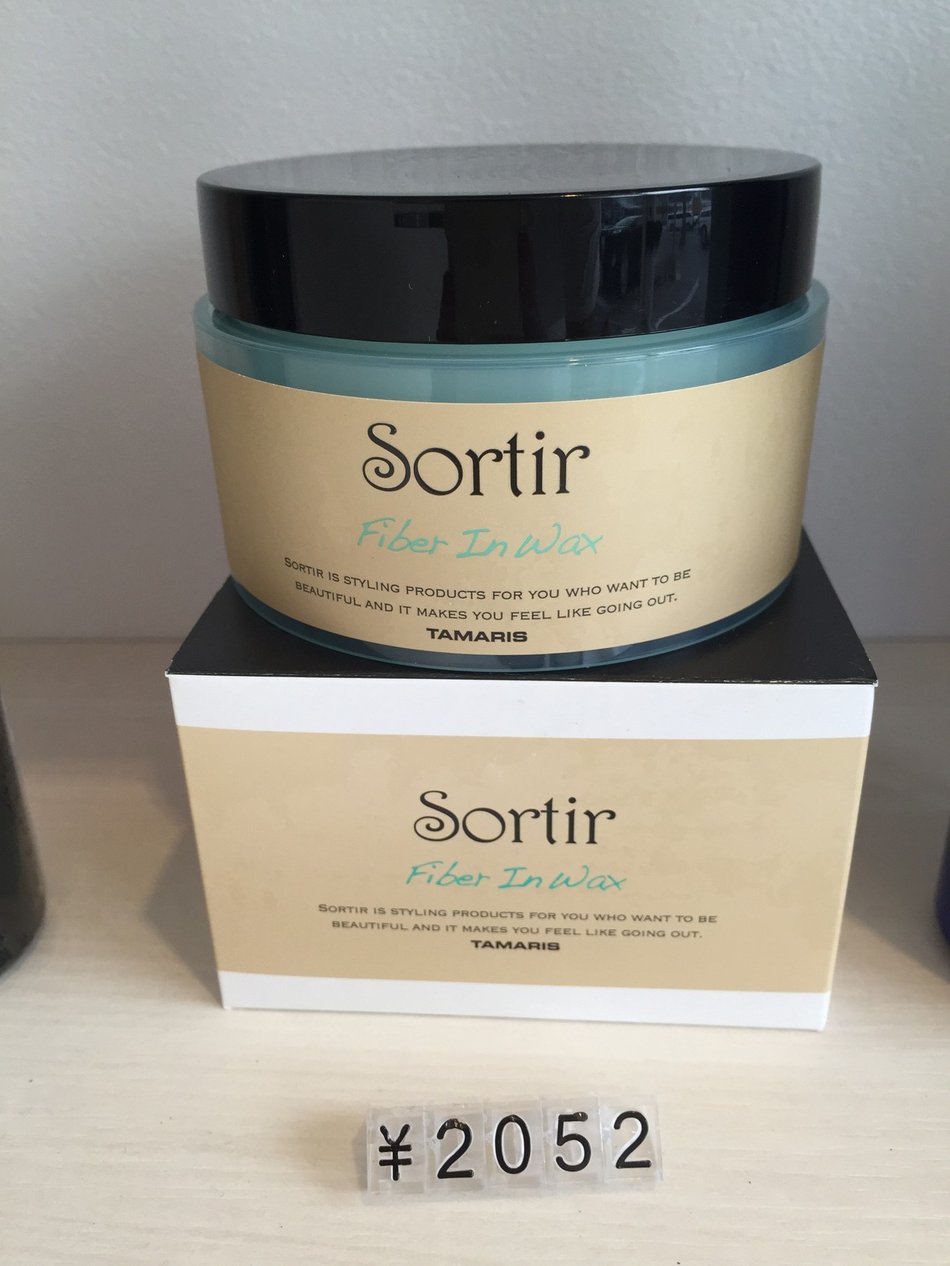 Sortir
Fiber In Wax
SORTIR IS STYLING PRODUCTS FOR YOU WHO WANT TO BE
BEAUTIFUL AND IT MAKES YOU FEEL LIKE GOING OUT.
TAMARIS
Sortir
Fiber In Wax
SORTIR IS STYLING PRODUCTS FOR YOU WHO WANT TO BE
BEAUTIFUL AND IT MAKES YOU FEEL LIKE GOING OUT.
TAMARIS
¥2052